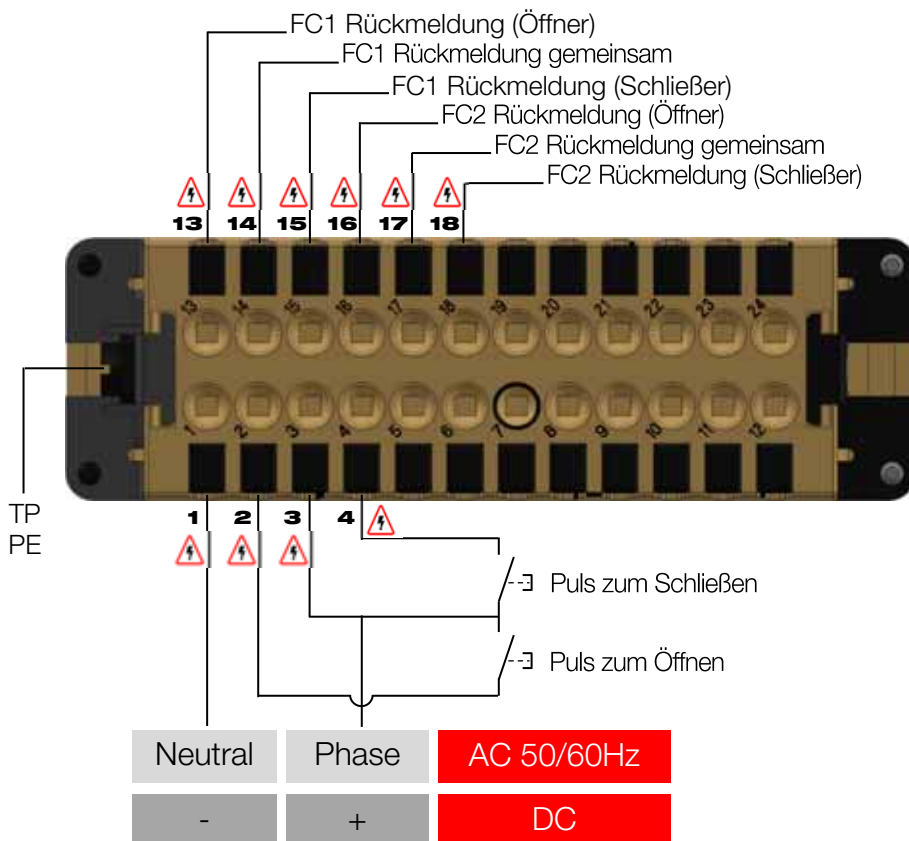 FC1 Rückmeldung (Öffner)
FC1 Rückmeldung gemeinsam
FC1 Rückmeldung (Schließer)
FC2 Rückmeldung (Öffner)
FC2 Rückmeldung gemeinsam
FC2 Rückmeldung (Schließer)
13 14 15 16 17 18
13 14 15 16 17 18 19 20 21 22 23 24
1 2 3 4 5 6 7 8 9 10 11 12
TP
PE
1 2 3 4
Puls zum Schließen
Puls zum Öffnen
Neutral Phase AC 50/60Hz
- + DC